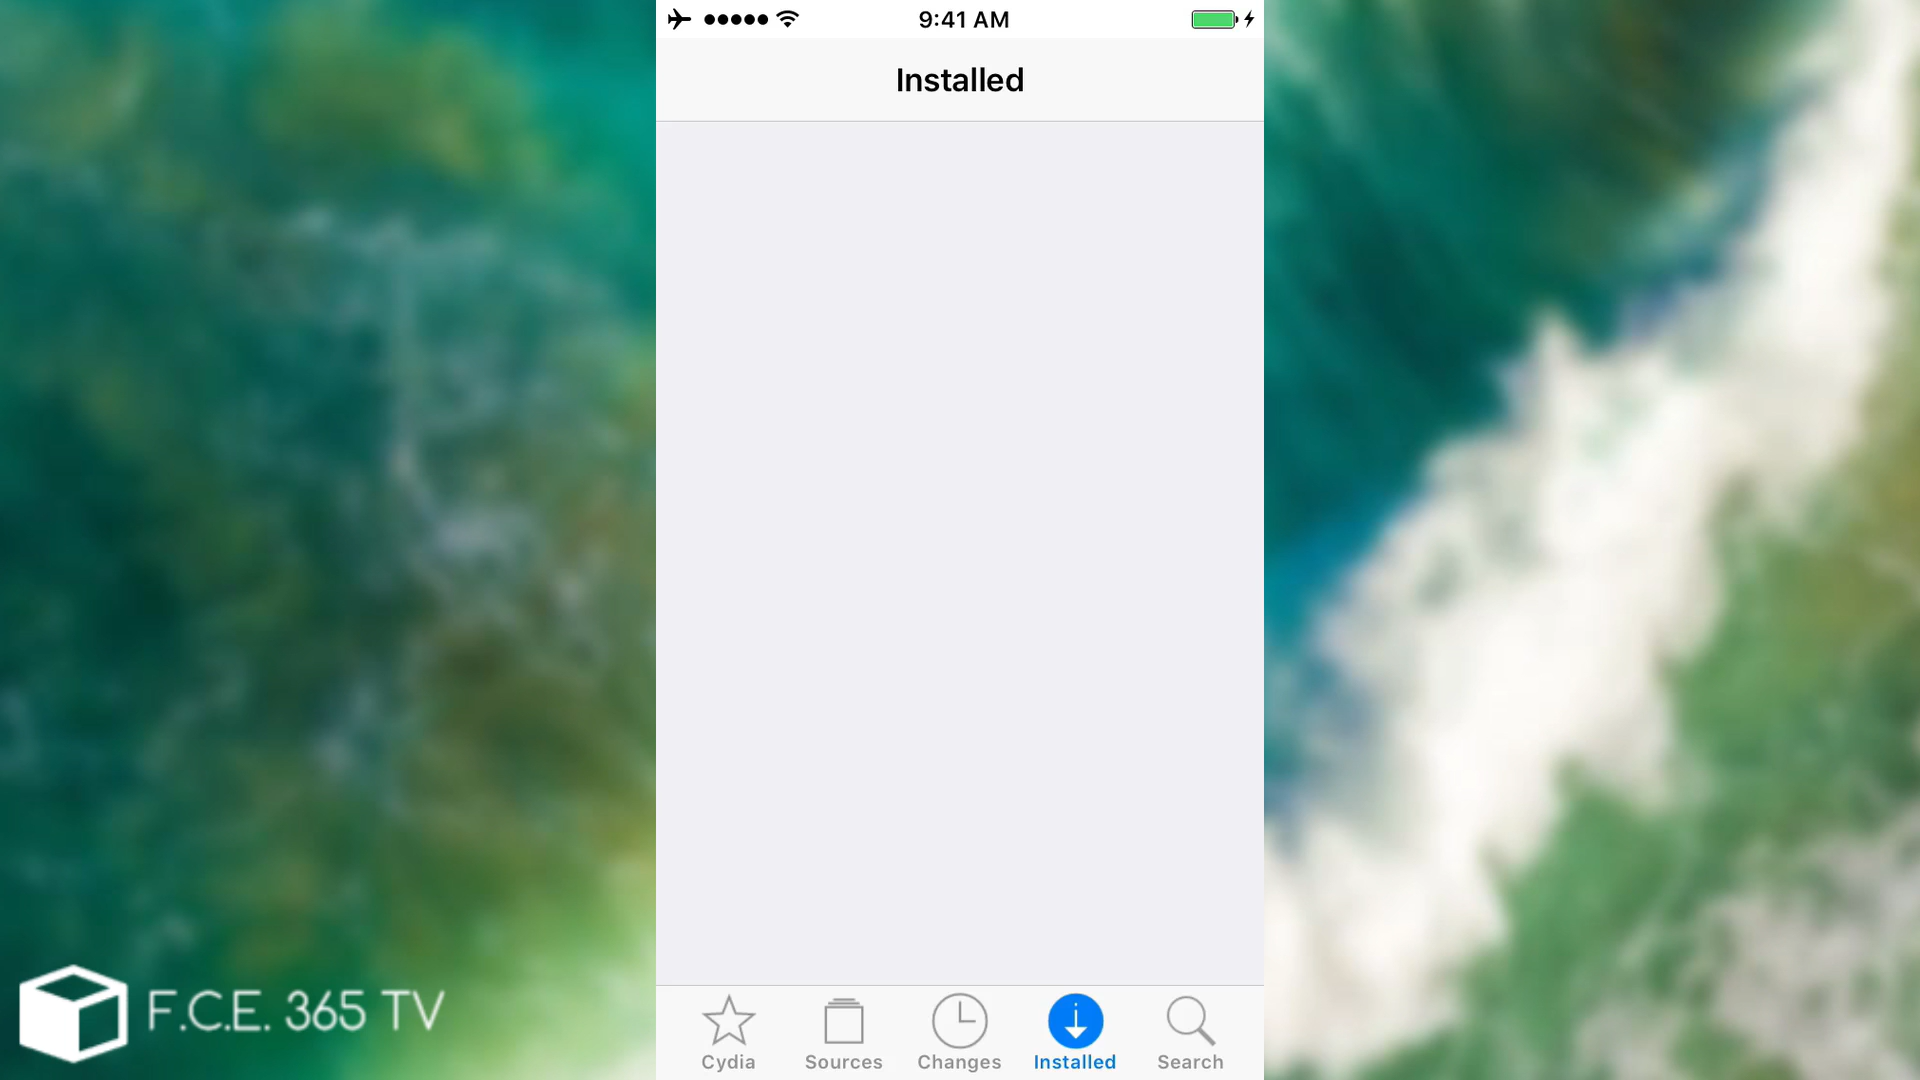 9:41 AM
Installed
Cydia
Sources
Changes
Installed
Search
F.C.E. 365 TV